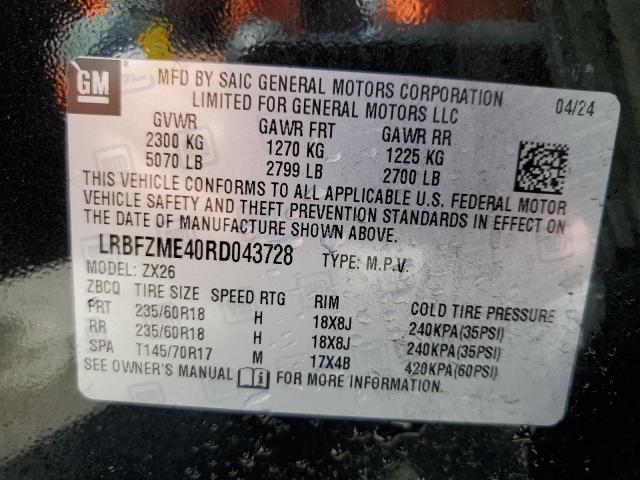 GM
MFD BY SAIC GENERAL MOTORS CORPORATION
LIMITED FOR GENERAL MOTORS LLC
04/24
GVWR GAWR FRT GAWR RR
2300 KG 1270 KG 1225 KG
5070 LB 2799 LB 2700 LB
THIS VEHICLE CONFORMS TO ALL APPLICABLE U.S. FEDERAL MOTOR
VEHICLE SAFETY AND THEFT PREVENTION STANDARDS IN EFFECT ON
THE DATE OF MANUFACTURE SHOWN ABOVE.
LRBFZME40RD043728 TYPE: M.P.V.
MODEL: ZX26
ZBCQ TIRE SIZE SPEED RTG RIM COLD TIRE PRESSURE
FRT 235/60R18 H 18X8J 240KPA(35PSI)
RR 235/60R18 H 18X8J 240KPA(35PSI)
SPA T145/70R17 M 17X4B 420KPA(60PSI)
SEE OWNER'S MANUAL FOR MORE INFORMATION.